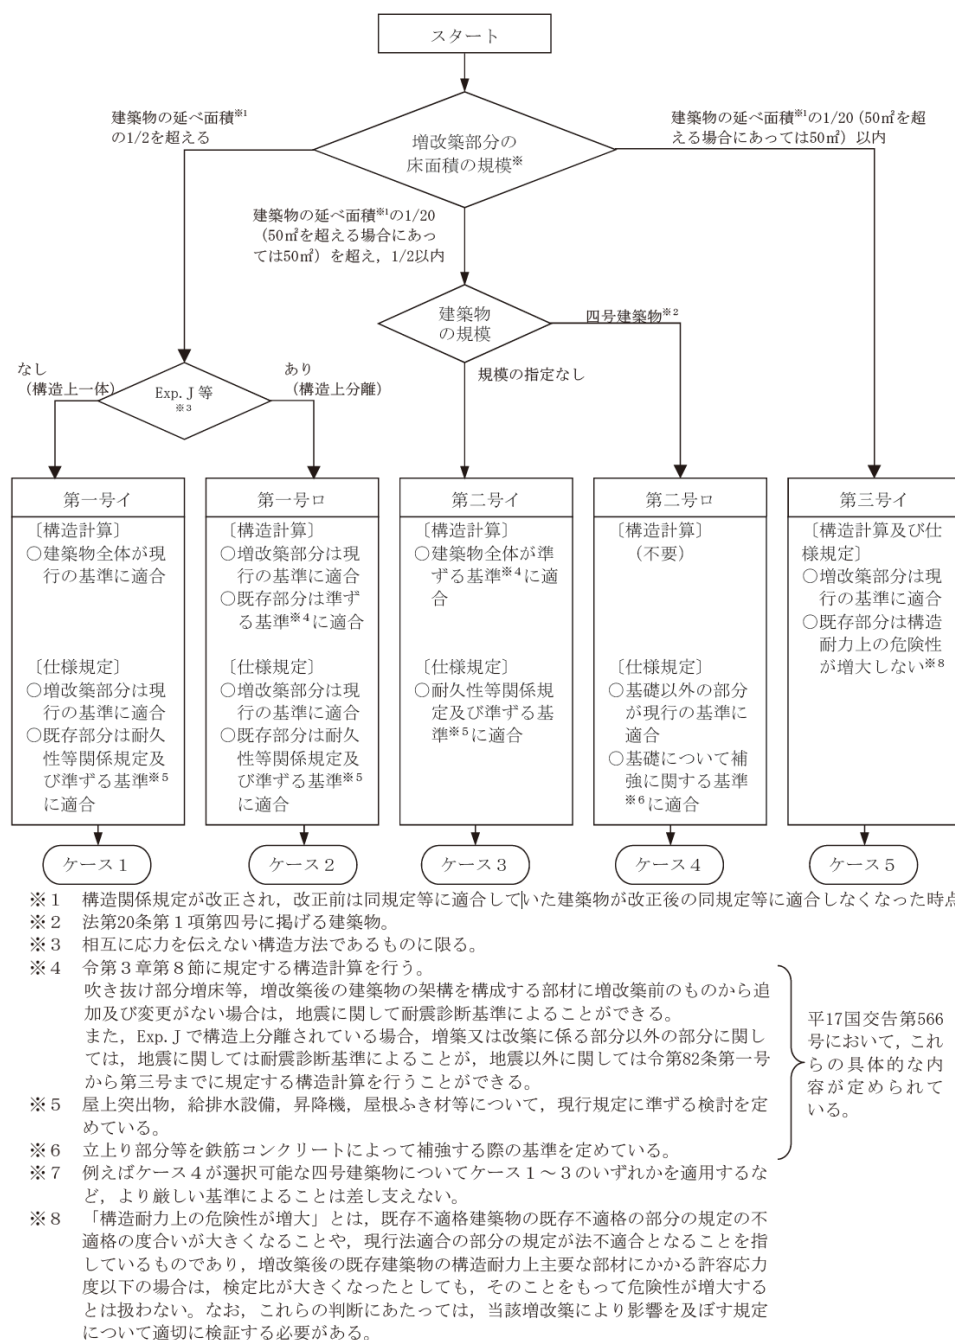 スタート
増改築部分の
床面積の規模※
建築物の延べ面積※1
の1/2を超える
建築物の延べ面積※1の1/20（50㎡を超
える場合にあっては50㎡）以内
建築物の延べ面積※1の1/20
（50㎡を超える場合にあっ
ては50㎡）を超え，1/2以内
建築物
の規模
四号建築物※2
規模の指定なし
なし
（構造上一体）
Exp. J 等
※3
あり
（構造上分離）
第一号イ
〔構造計算〕
○建築物全体が現
行の基準に適合
〔仕様規定〕
○増改築部分は現
行の基準に適合
○既存部分は耐久
性等関係規定及
び準ずる基準※5
に適合
ケース1
第一号ロ
〔構造計算〕
○増改築部分は現
行の基準に適合
○既存部分は準ず
る基準※4に適合
〔仕様規定〕
○増改築部分は現
行の基準に適合
○既存部分は耐久
性等関係規定及
び準ずる基準※5
に適合
ケース2
第二号イ
〔構造計算〕
○建築物全体が準
ずる基準※4に適
合
〔仕様規定〕
○耐久性等関係規
定及び準ずる基
準※5に適合
ケース3
第二号ロ
〔構造計算〕
（不要）
〔仕様規定〕
○基礎以外の部分
が現行の基準に
適合
○基礎について補
強に関する基準
※6に適合
ケース4
第三号イ
〔構造計算及び仕
様規定〕
○増改築部分は現
行の基準に適合
○既存部分は構造
耐力上の危険性
が増大しない※8
ケース5
※1　構造関係規定が改正され，改正前は同規定等に適合していた建築物が改正後の同規定等に適合しなくなった時点
※2　法第20条第1項第四号に掲げる建築物。
※3　相互に応力を伝えない構造方法であるものに限る。
※4　令第3章第8節に規定する構造計算を行う。
吹き抜け部分増床等，増改築後の建築物の架構を構成する部材に増改築前のものから追
加及び変更がない場合は，地震に関して耐震診断基準によることができる。
また，Exp. J で構造上分離されている場合，増築又は改築に係る部分以外の部分に関し
ては，地震に関しては耐震診断基準によることが，地震以外に関しては令第82条第一号
から第三号までに規定する構造計算を行うことができる。
※5　屋上突出物，給排水設備，昇降機，屋根ふき材等について，現行規定に準ずる検討を定
めている。
※6　立上り部分等を鉄筋コンクリートによって補強する際の基準を定めている。
平17国交告第566
号において，これ
らの具体的な内
容が定められて
いる。
※7　例えばケース4が選択可能な四号建築物についてケース1～3のいずれかを適用するな
ど，より厳しい基準によることは差し支えない。
※8　「構造耐力上の危険性が増大」とは，既存不適格建築物の既存不適格の部分の規定の不
適格の度合いが大きくなることや，現行法適合の部分の規定が法不適合となることを指
しているものであり，増改築後の既存建築物の構造耐力上主要な部材にかかる許容応力
度以下の場合は，検定比が大きくなったとしても，そのことをもって危険性が増大する
とは扱わない。なお，これらの判断にあたっては，当該増改築により影響を及ぼす規定
について適切に検証する必要がある。